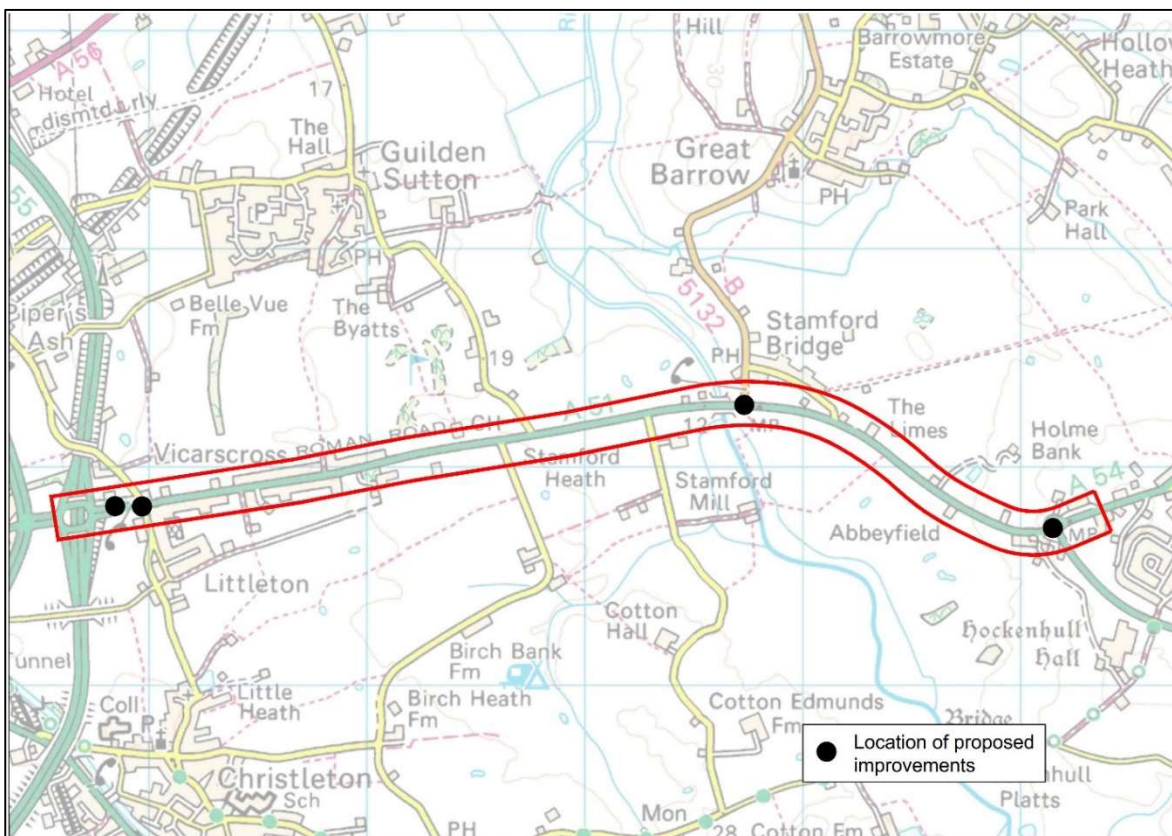 Hill
Barrowmore
Estate
Hollow
Heath
A 56
Hotel
dismtd rly
17
The
Hall
Guilden
Sutton
Great
Barrow
PH
Park
Hall
55
P
PH
B 5132
Piper's
Ash
Belle Vue
Fm
The
Byatts
19
PH
Stamford
Bridge
A 51
12
MP
The
Limes
Holme
Bank
A 54
Vicarscross
ROMAN ROAD
GH
Stamford
Heath
Stamford
Mill
Abbeyfield
MP
Littleton
Cotton
Hall
Hockenhull
Hall
Tunnel
Birch Bank
Fm
Coll
P
Little
Heath
Birch Heath
Fm
Cotton Edmunds
Fm
Bridge
Location of proposed
improvements
Platts
Christleton
Sch
PH
Mon
28
Cotton Fm